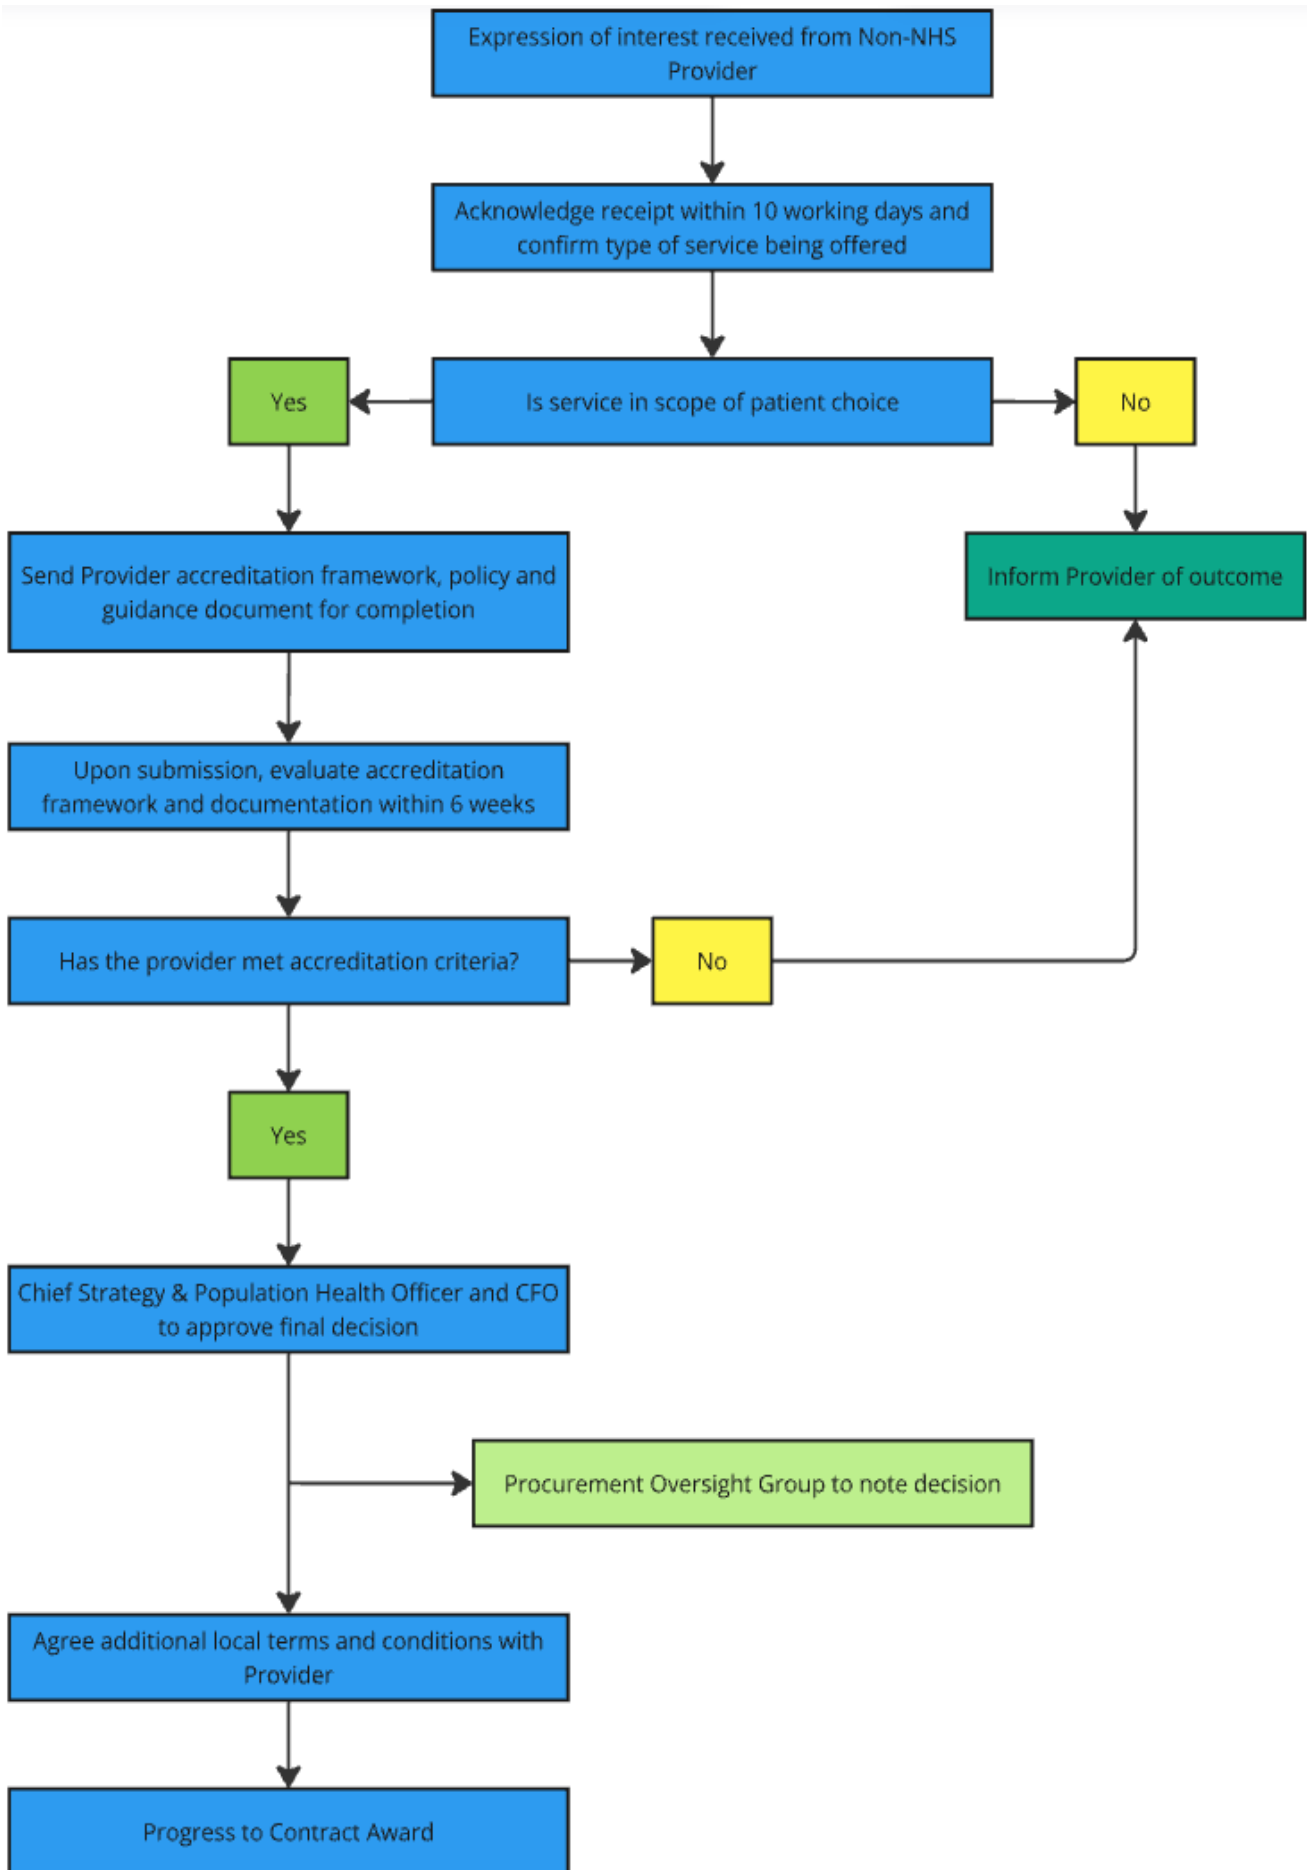 Expression of interest received from Non-NHS
Provider
Acknowledge receipt within 10 working days and
confirm type of service being offered
Yes
Is service in scope of patient choice
No
Send Provider accreditation framework, policy and
guidance document for completion
Inform Provider of outcome
Upon submission, evaluate accreditation
framework and documentation within 6 weeks
Has the provider met accreditation criteria?
No
Yes
Chief Strategy & Population Health Officer and CFO
to approve final decision
Procurement Oversight Group to note decision
Agree additional local terms and conditions with
Provider
Progress to Contract Award